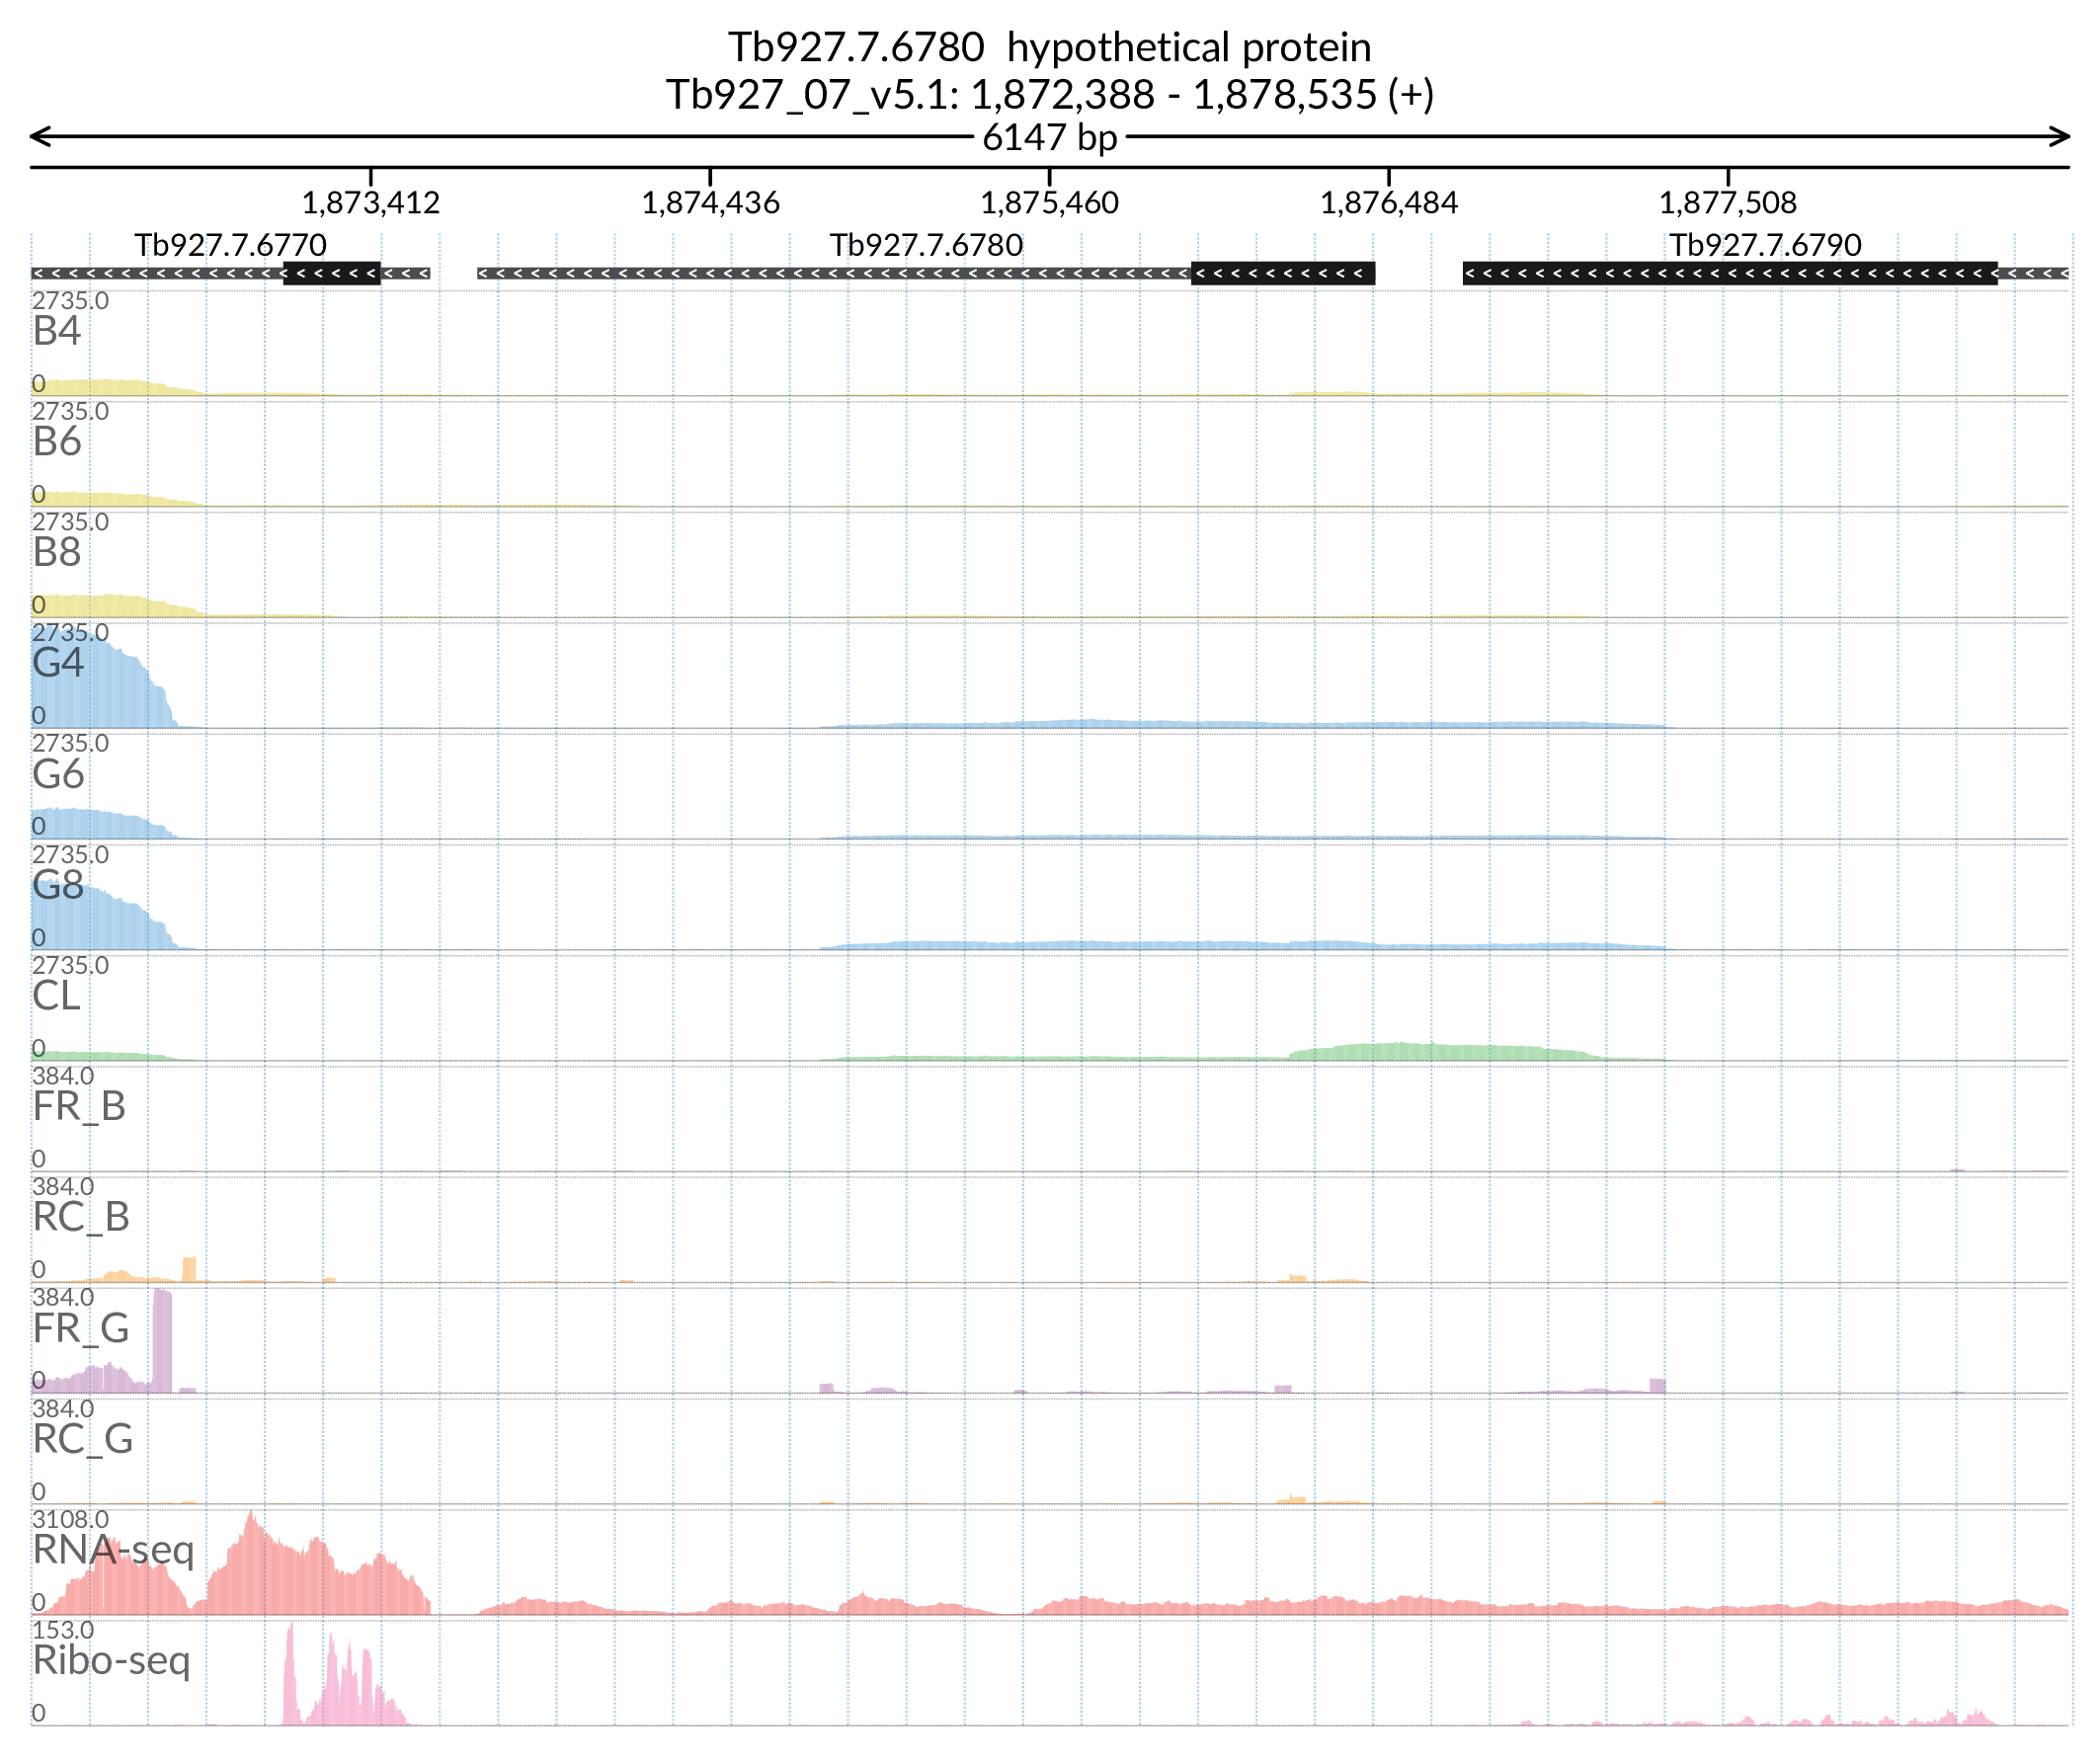 Tb927.7.6780 hypothetical protein
Tb927_07_v5.1: 1,872,388 - 1,878,535 (+)
6147 bp
1,873,412 1,874,436 1,875,460 1,876,484 1,877,508
Tb927.7.6770 Tb927.7.6780 Tb927.7.6790
2735.0
B4
0
2735.0
B6
0
2735.0
B8
0
2735.0
G4
0
2735.0
G6
0
2735.0
G8
0
2735.0
CL
0
384.0
FR_B
0
384.0
RC_B
0
384.0
FR_G
0
384.0
RC_G
0
3108.0
RNA-seq
0
153.0
Ribo-seq
0